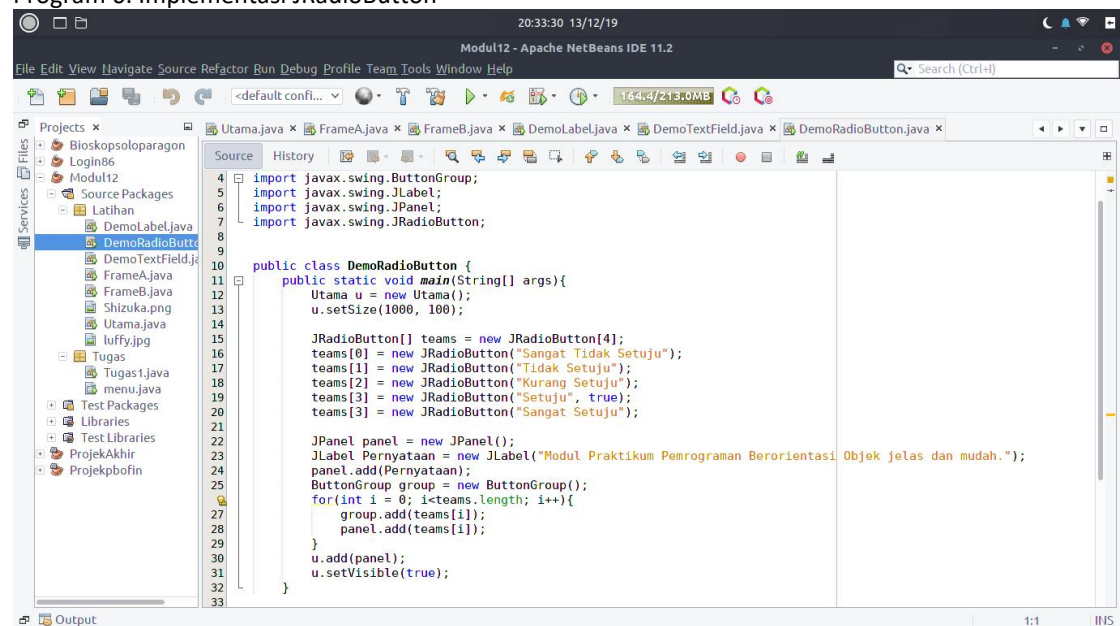 Program 6. Implementasi JRadioButton
20:33:30 13/12/19
Modul12 - Apache NetBeans IDE 11.2
File Edit View Navigate Source Refactor Run Debug Profile Team Tools Window Help
Search (Ctrl+I)
<default confi...
164.4/213.0MB
Projects
Utama.java FrameA.java FrameB.java DemoLabel.java DemoTextField.java DemoRadioButton.java
Files
Services
Bioskopsoloparagon
Login86
Modul12
Source Packages
Latihan
DemoLabel.java
DemoRadioButto
DemoTextField.ja
FrameA.java
FrameB.java
Shizuka.png
Utama.java
luffy.jpg
Tugas
Tugas1.java
menu.java
Test Packages
Libraries
Test Libraries
ProjekAkhir
Projekpbofin
Source History
4 import javax.swing.ButtonGroup;
5 import javax.swing.JLabel;
6 import javax.swing.JPanel;
7 import javax.swing.JRadioButton;
8
9
10 public class DemoRadioButton {
11 public static void main(String[] args){
12 Utama u = new Utama();
13 u.setSize(1000, 100);
14
15 JRadioButton[] teams = new JRadioButton[4];
16 teams[0] = new JRadioButton("Sangat Tidak Setuju");
17 teams[1] = new JRadioButton("Tidak Setuju");
18 teams[2] = new JRadioButton("Kurang Setuju");
19 teams[3] = new JRadioButton("Setuju", true);
20 teams[3] = new JRadioButton("Sangat Setuju");
21
22 JPanel panel = new JPanel();
23 JLabel Pernyataan = new JLabel("Modul Praktikum Pemrograman Berorientasi Objek jelas dan mudah.");
24 panel.add(Pernyataan);
25 ButtonGroup group = new ButtonGroup();
for(int i = 0; i<teams.length; i++){
27 group.add(teams[i]);
28 panel.add(teams[i]);
29 }
30 u.add(panel);
31 u.setVisible(true);
32 }
33
Output
1:1 INS